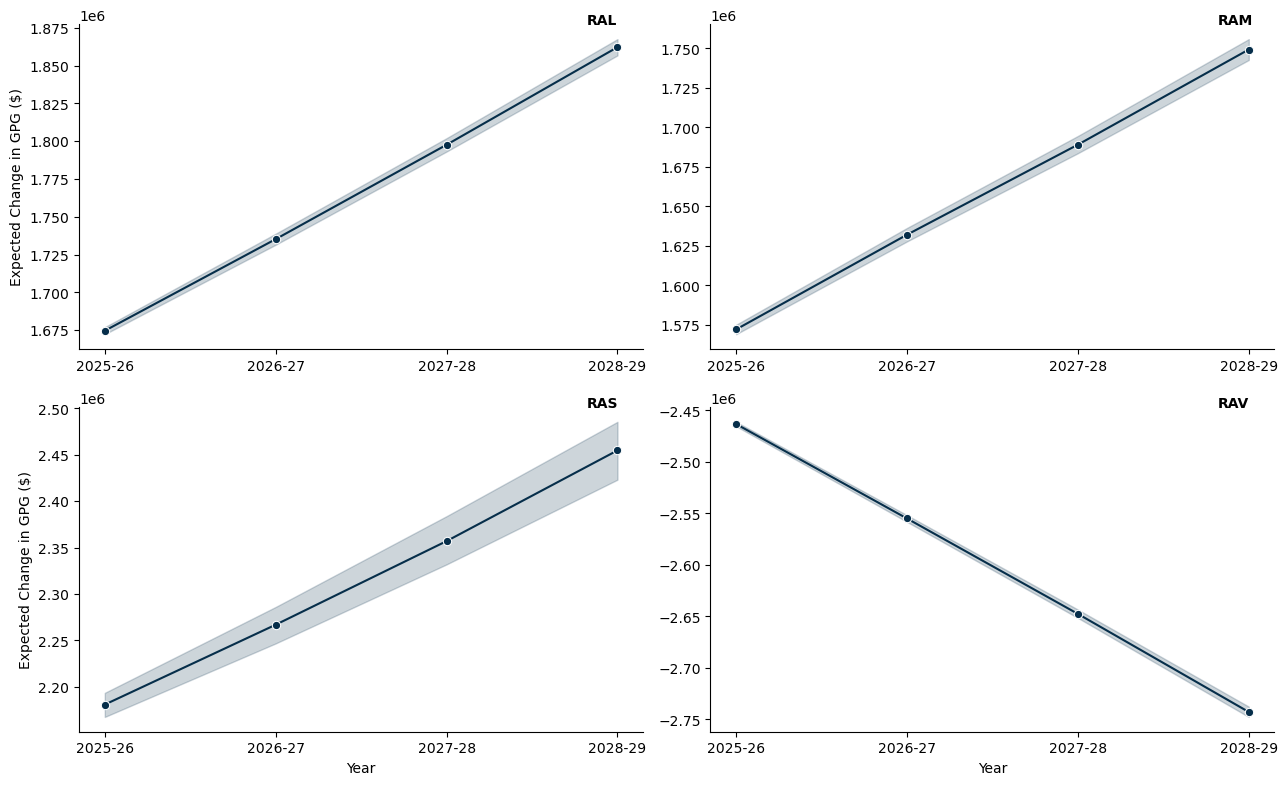 1e6
RAL
1.875
1.850
1.825
1.800
1.775
1.750
1.725
1.700
1.675
Expected Change in GPG ($)
2025-26 2026-27 2027-28 2028-29
1e6
RAM
1.750
1.725
1.700
1.675
1.650
1.625
1.600
1.575
2025-26 2026-27 2027-28 2028-29
1e6
RAS
2.50
2.45
2.40
2.35
2.30
2.25
2.20
Expected Change in GPG ($)
2025-26 2026-27 2027-28 2028-29
Year
1e6
RAV
−2.45
−2.50
−2.55
−2.60
−2.65
−2.70
−2.75
2025-26 2026-27 2027-28 2028-29
Year